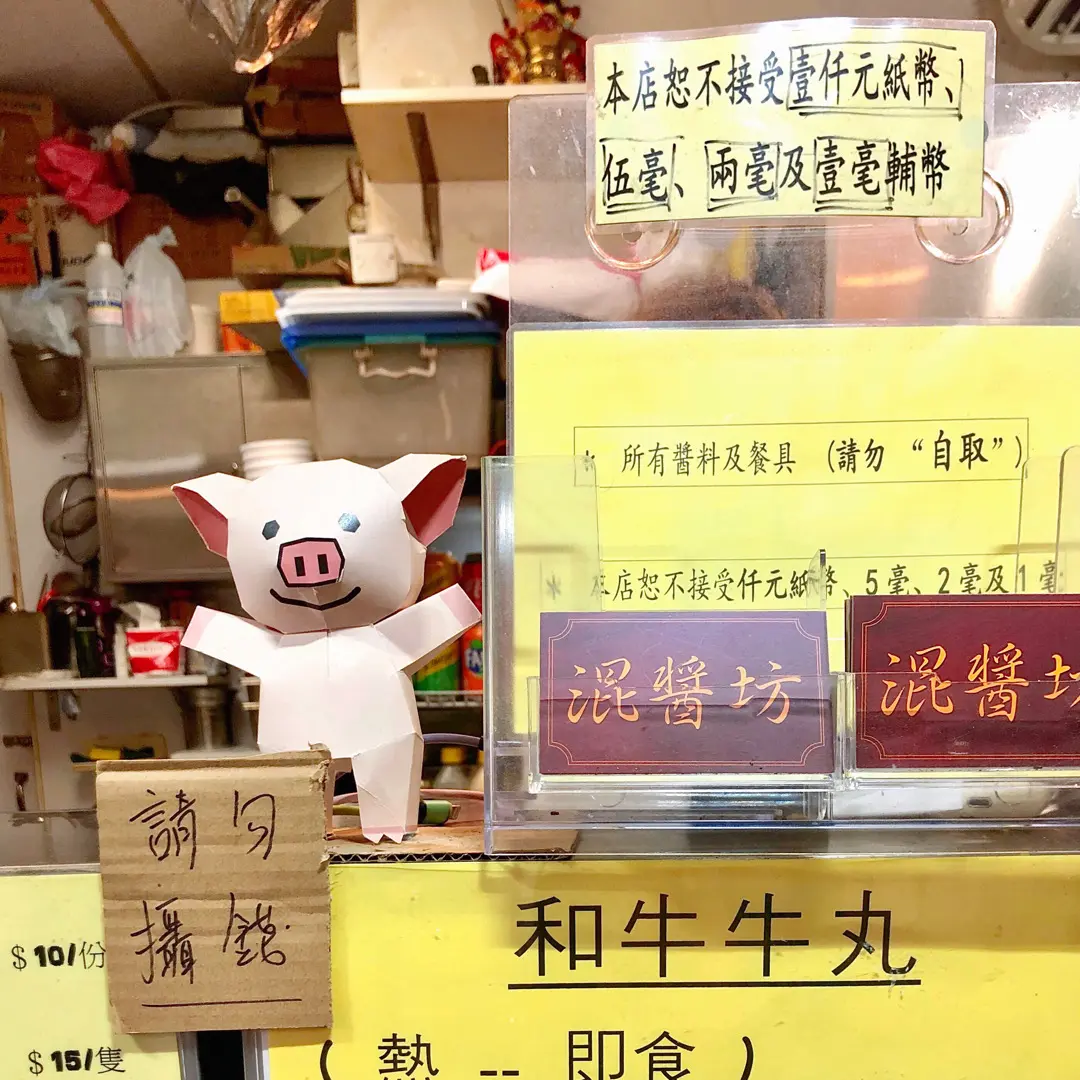 本店恕不接受壹仟元紙幣、
伍毫、兩毫及壹毫輔幣
* 所有醬料及餐具 (請勿 “自取”)
* 本店恕不接受仟元紙幣、5毫、2毫及1毫
混醬坊
混醬坊
請勿
攝鏡
$10/份
$15/隻
和牛牛丸
( 熱 -- 即食 )